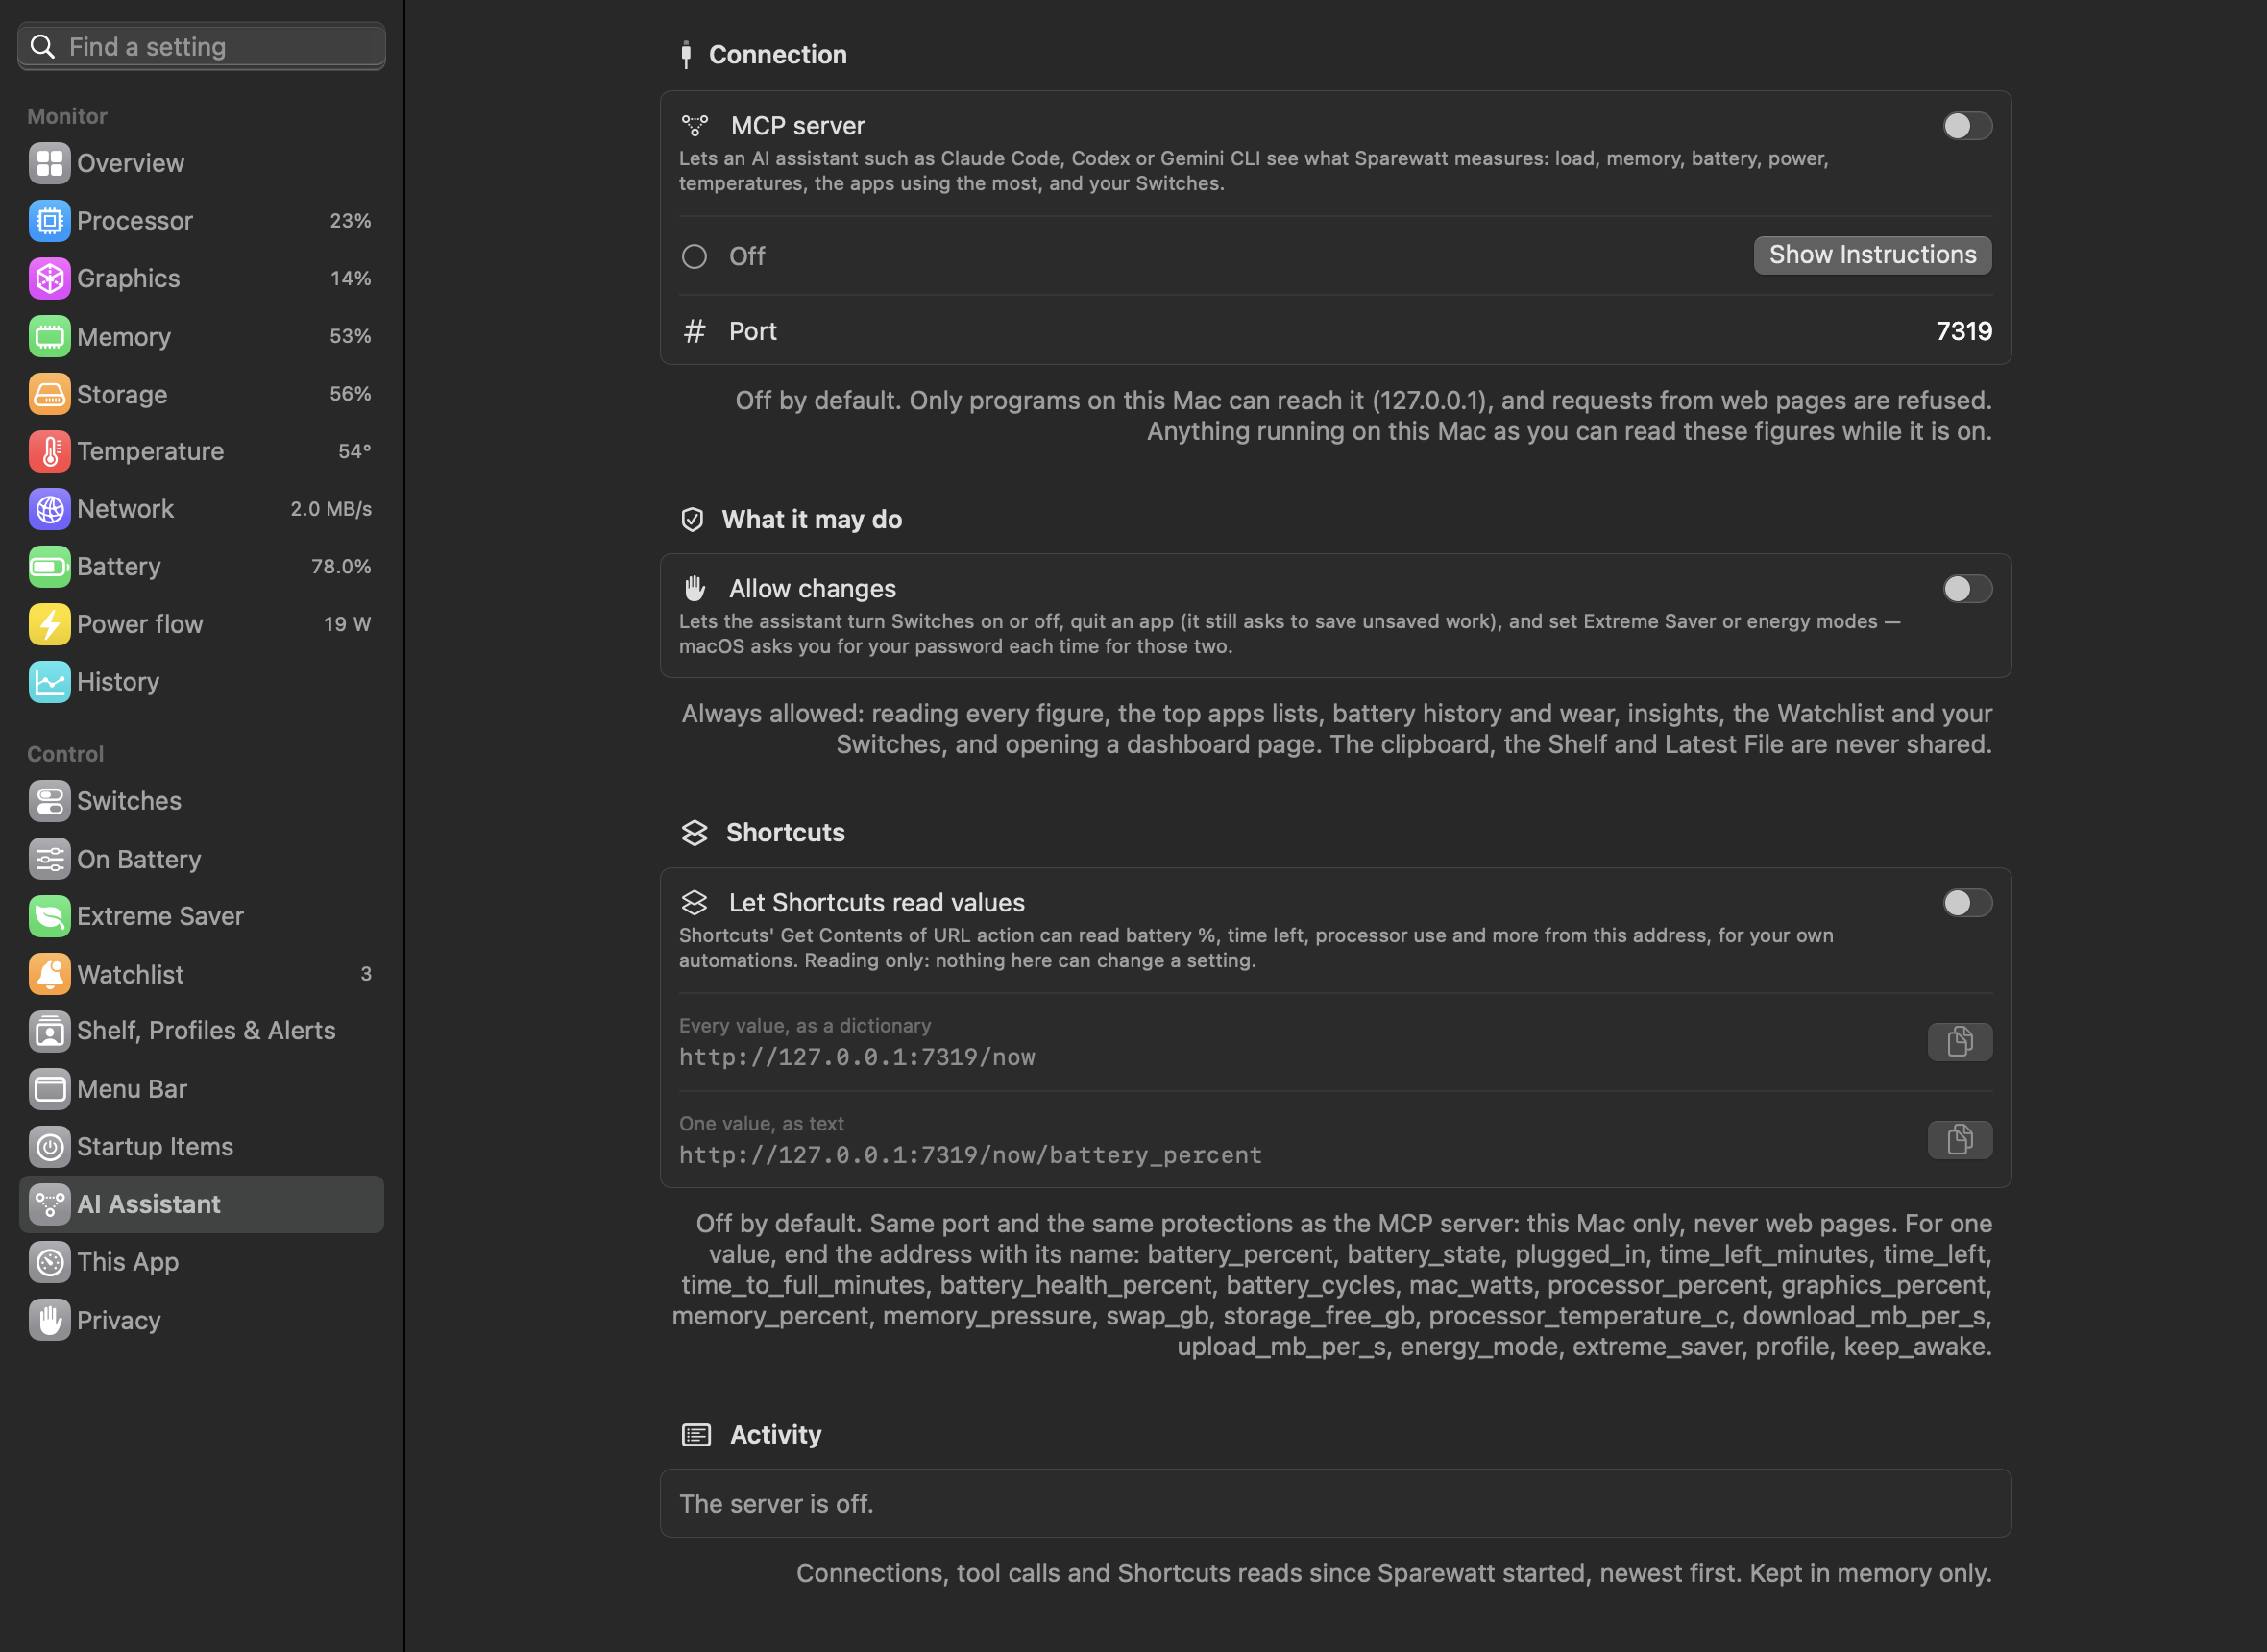 Find a setting
Monitor
Overview
Processor 23%
Graphics 14%
Memory 53%
Storage 56%
Temperature 54°
Network 2.0 MB/s
Battery 78.0%
Power flow 19 W
History
Control
Switches
On Battery
Extreme Saver
Watchlist 3
Shelf, Profiles & Alerts
Menu Bar
Startup Items
AI Assistant
This App
Privacy
Connection
MCP server
Lets an AI assistant such as Claude Code, Codex or Gemini CLI see what Sparewatt measures: load, memory, battery, power,
temperatures, the apps using the most, and your Switches.
Off
Show Instructions
# Port 7319
Off by default. Only programs on this Mac can reach it (127.0.0.1), and requests from web pages are refused.
Anything running on this Mac as you can read these figures while it is on.
What it may do
Allow changes
Lets the assistant turn Switches on or off, quit an app (it still asks to save unsaved work), and set Extreme Saver or energy modes —
macOS asks you for your password each time for those two.
Always allowed: reading every figure, the top apps lists, battery history and wear, insights, the Watchlist and your
Switches, and opening a dashboard page. The clipboard, the Shelf and Latest File are never shared.
Shortcuts
Let Shortcuts read values
Shortcuts' Get Contents of URL action can read battery %, time left, processor use and more from this address, for your own
automations. Reading only: nothing here can change a setting.
Every value, as a dictionary
http://127.0.0.1:7319/now
One value, as text
http://127.0.0.1:7319/now/battery_percent
Off by default. Same port and the same protections as the MCP server: this Mac only, never web pages. For one
value, end the address with its name: battery_percent, battery_state, plugged_in, time_left_minutes, time_left,
time_to_full_minutes, battery_health_percent, battery_cycles, mac_watts, processor_percent, graphics_percent,
memory_percent, memory_pressure, swap_gb, storage_free_gb, processor_temperature_c, download_mb_per_s,
upload_mb_per_s, energy_mode, extreme_saver, profile, keep_awake.
Activity
The server is off.
Connections, tool calls and Shortcuts reads since Sparewatt started, newest first. Kept in memory only.